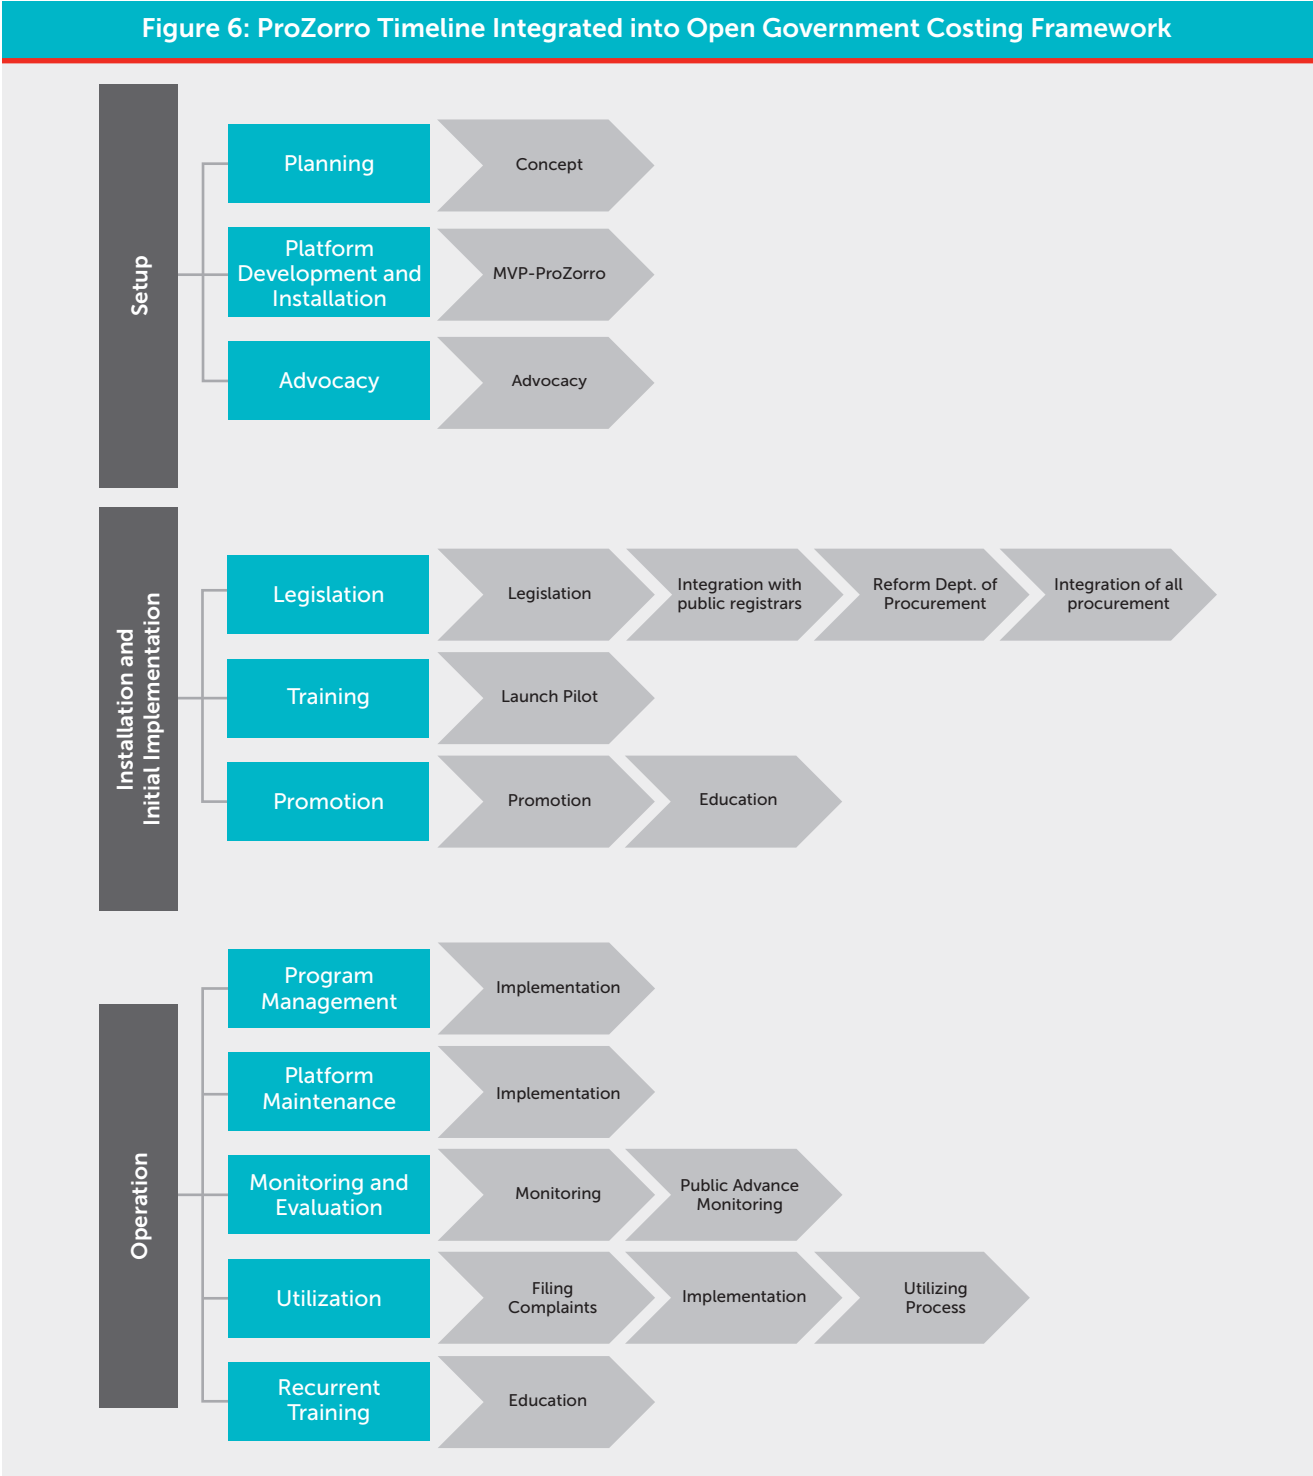 Figure 6: ProZorro Timeline Integrated into Open Government Costing Framework
Setup
Planning
Concept
Platform
Development and
Installation
MVP-ProZorro
Advocacy
Advocacy
Installation and
Initial Implementation
Legislation
Legislation
Integration with
public registrars
Reform Dept. of
Procurement
Integration of all
procurement
Training
Launch Pilot
Promotion
Promotion
Education
Operation
Program
Management
Implementation
Platform
Maintenance
Implementation
Monitoring and
Evaluation
Monitoring
Public Advance
Monitoring
Utilization
Filing
Complaints
Implementation
Utilizing
Process
Recurrent
Training
Education